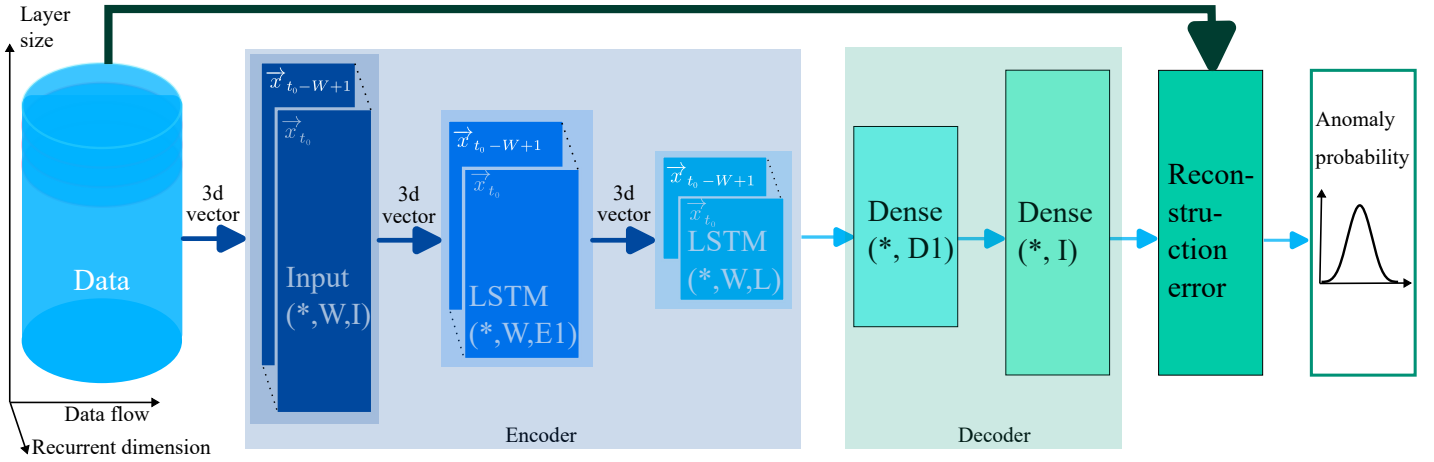 Layer
size
Data
Data flow
Recurrent dimension
3d
vector
x⃗ t₀−W+1
x⃗ t₀
Input
(*,W,I)
3d
vector
x⃗ t₀−W+1
x⃗ t₀
LSTM
(*,W,E1)
3d
vector
x⃗ t₀−W+1
x⃗ t₀
LSTM
(*,W,L)
Encoder
Dense
(*, D1)
Dense
(*, I)
Decoder
Recon-
stru-
ction
error
Anomaly
probability